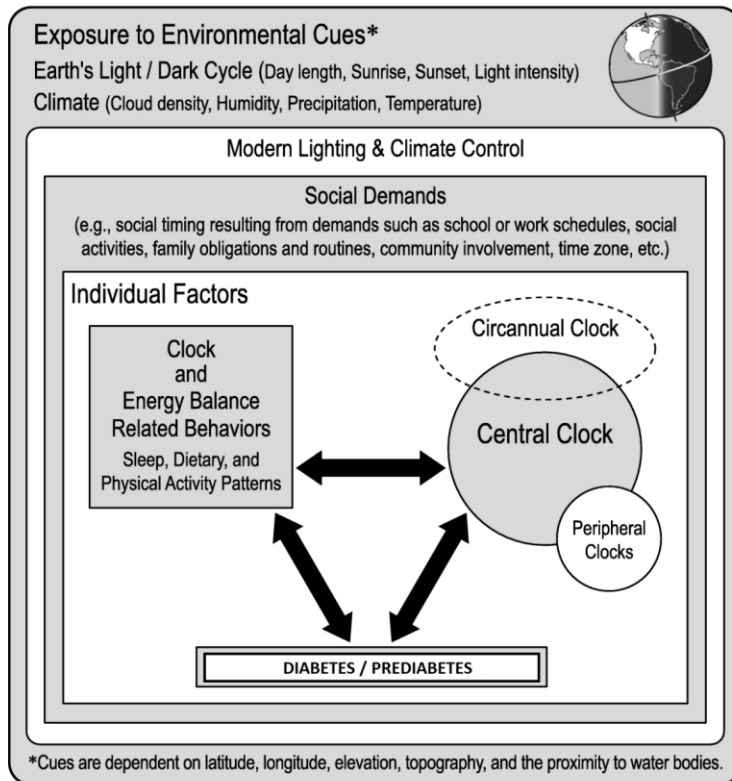 Exposure to Environmental Cues*
Earth's Light / Dark Cycle (Day length, Sunrise, Sunset, Light intensity)
Climate (Cloud density, Humidity, Precipitation, Temperature)
Modern Lighting & Climate Control
Social Demands
(e.g., social timing resulting from demands such as school or work schedules, social
activities, family obligations and routines, community involvement, time zone, etc.)
Individual Factors
Clock
and
Energy Balance
Related Behaviors
Sleep, Dietary, and
Physical Activity Patterns
Circannual Clock
Central Clock
Peripheral
Clocks
DIABETES / PREDIABETES
*Cues are dependent on latitude, longitude, elevation, topography, and the proximity to water bodies.